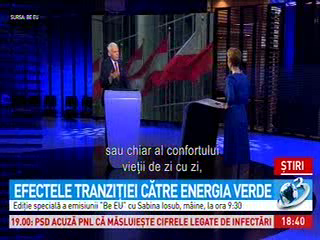 SURSA: BE EU
sau chiar al confortului
vieții de zi cu zi,
ȘTIRI
EFECTELE TRANZIȚIEI CĂTRE ENERGIA VERDE
Ediție specială a emisiunii "Be EU" cu Sabina Iosub, mâine, la ora 9:30
19.00: PSD ACUZĂ PNL CĂ MĂSLUIEȘTE CIFRELE LEGATE DE INFECTĂRI
18:40